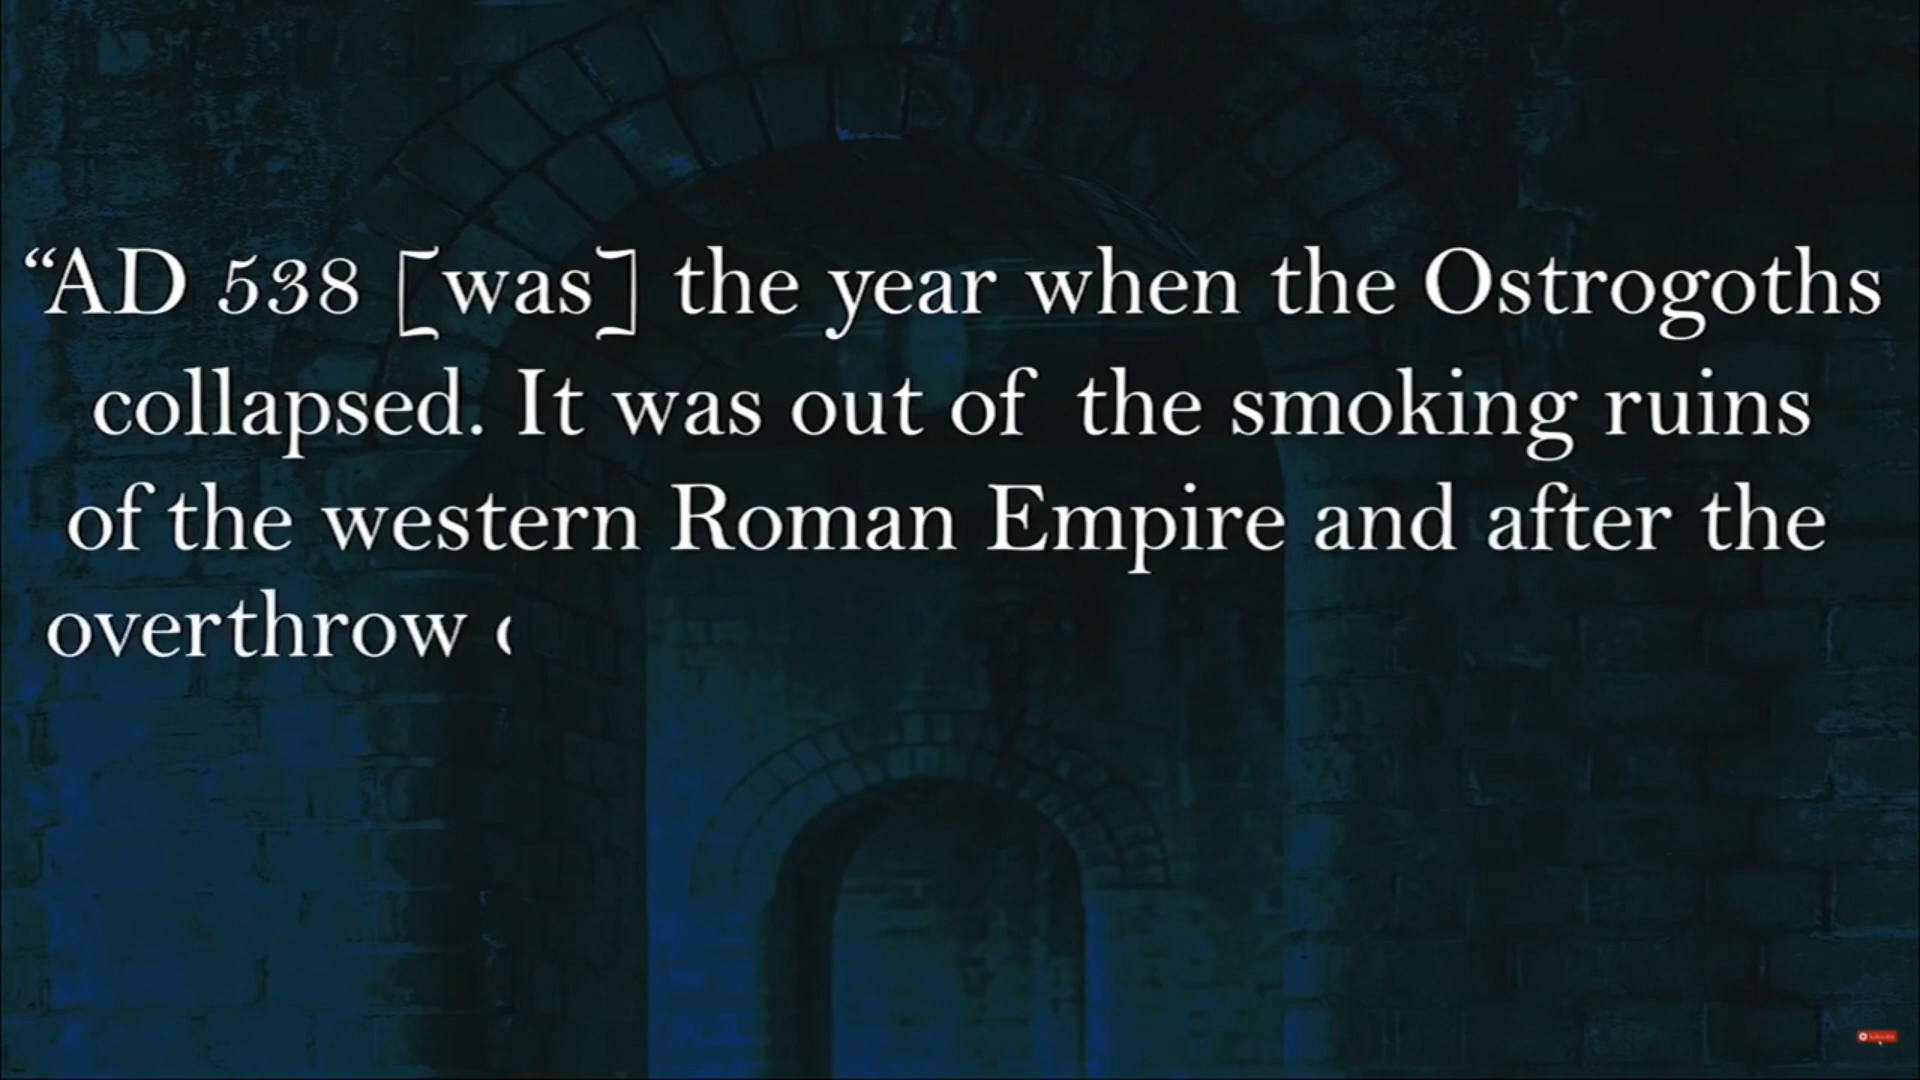 “AD 538 [was] the year when the Ostrogoths
collapsed. It was out of the smoking ruins
of the western Roman Empire and after the
overthrow